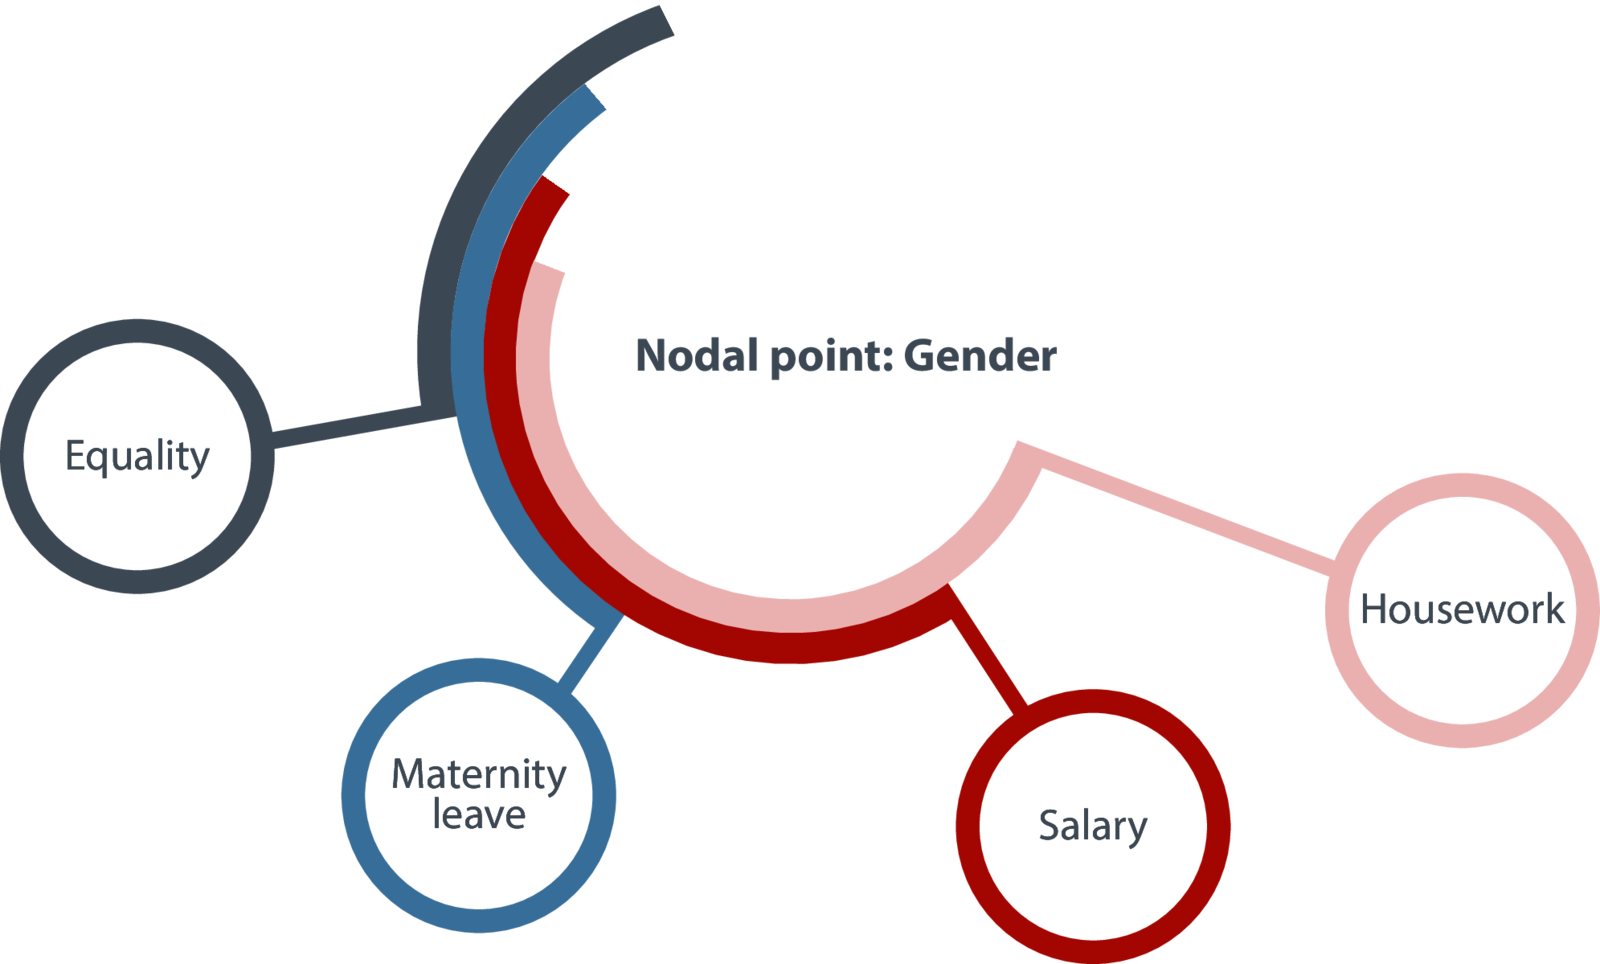 Nodal point: Gender
Equality
Housework
Maternity
leave
Salary